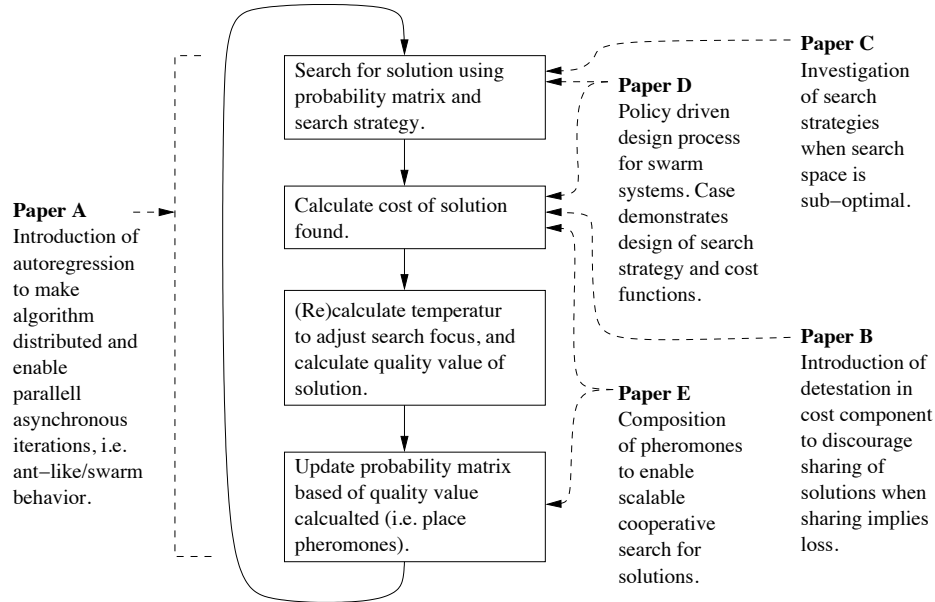 Paper A
Introduction of
autoregression
to make
algorithm
distributed and
enable
parallell
asynchronous
iterations, i.e.
ant−like/swarm
behavior.
Search for solution using
probability matrix and
search strategy.
Calculate cost of solution
found.
(Re)calculate temperatur
to adjust search focus, and
calculate quality value of
solution.
Update probability matrix
based of quality value
calcualted (i.e. place
pheromones).
Paper D
Policy driven
design process
for swarm
systems. Case
demonstrates
design of search
strategy and cost
functions.
Paper E
Composition
of pheromones
to enable
scalable
cooperative
search for
solutions.
Paper C
Investigation
of search
strategies
when search
space is
sub−optimal.
Paper B
Introduction of
detestation in
cost component
to discourage
sharing of
solutions when
sharing implies
loss.